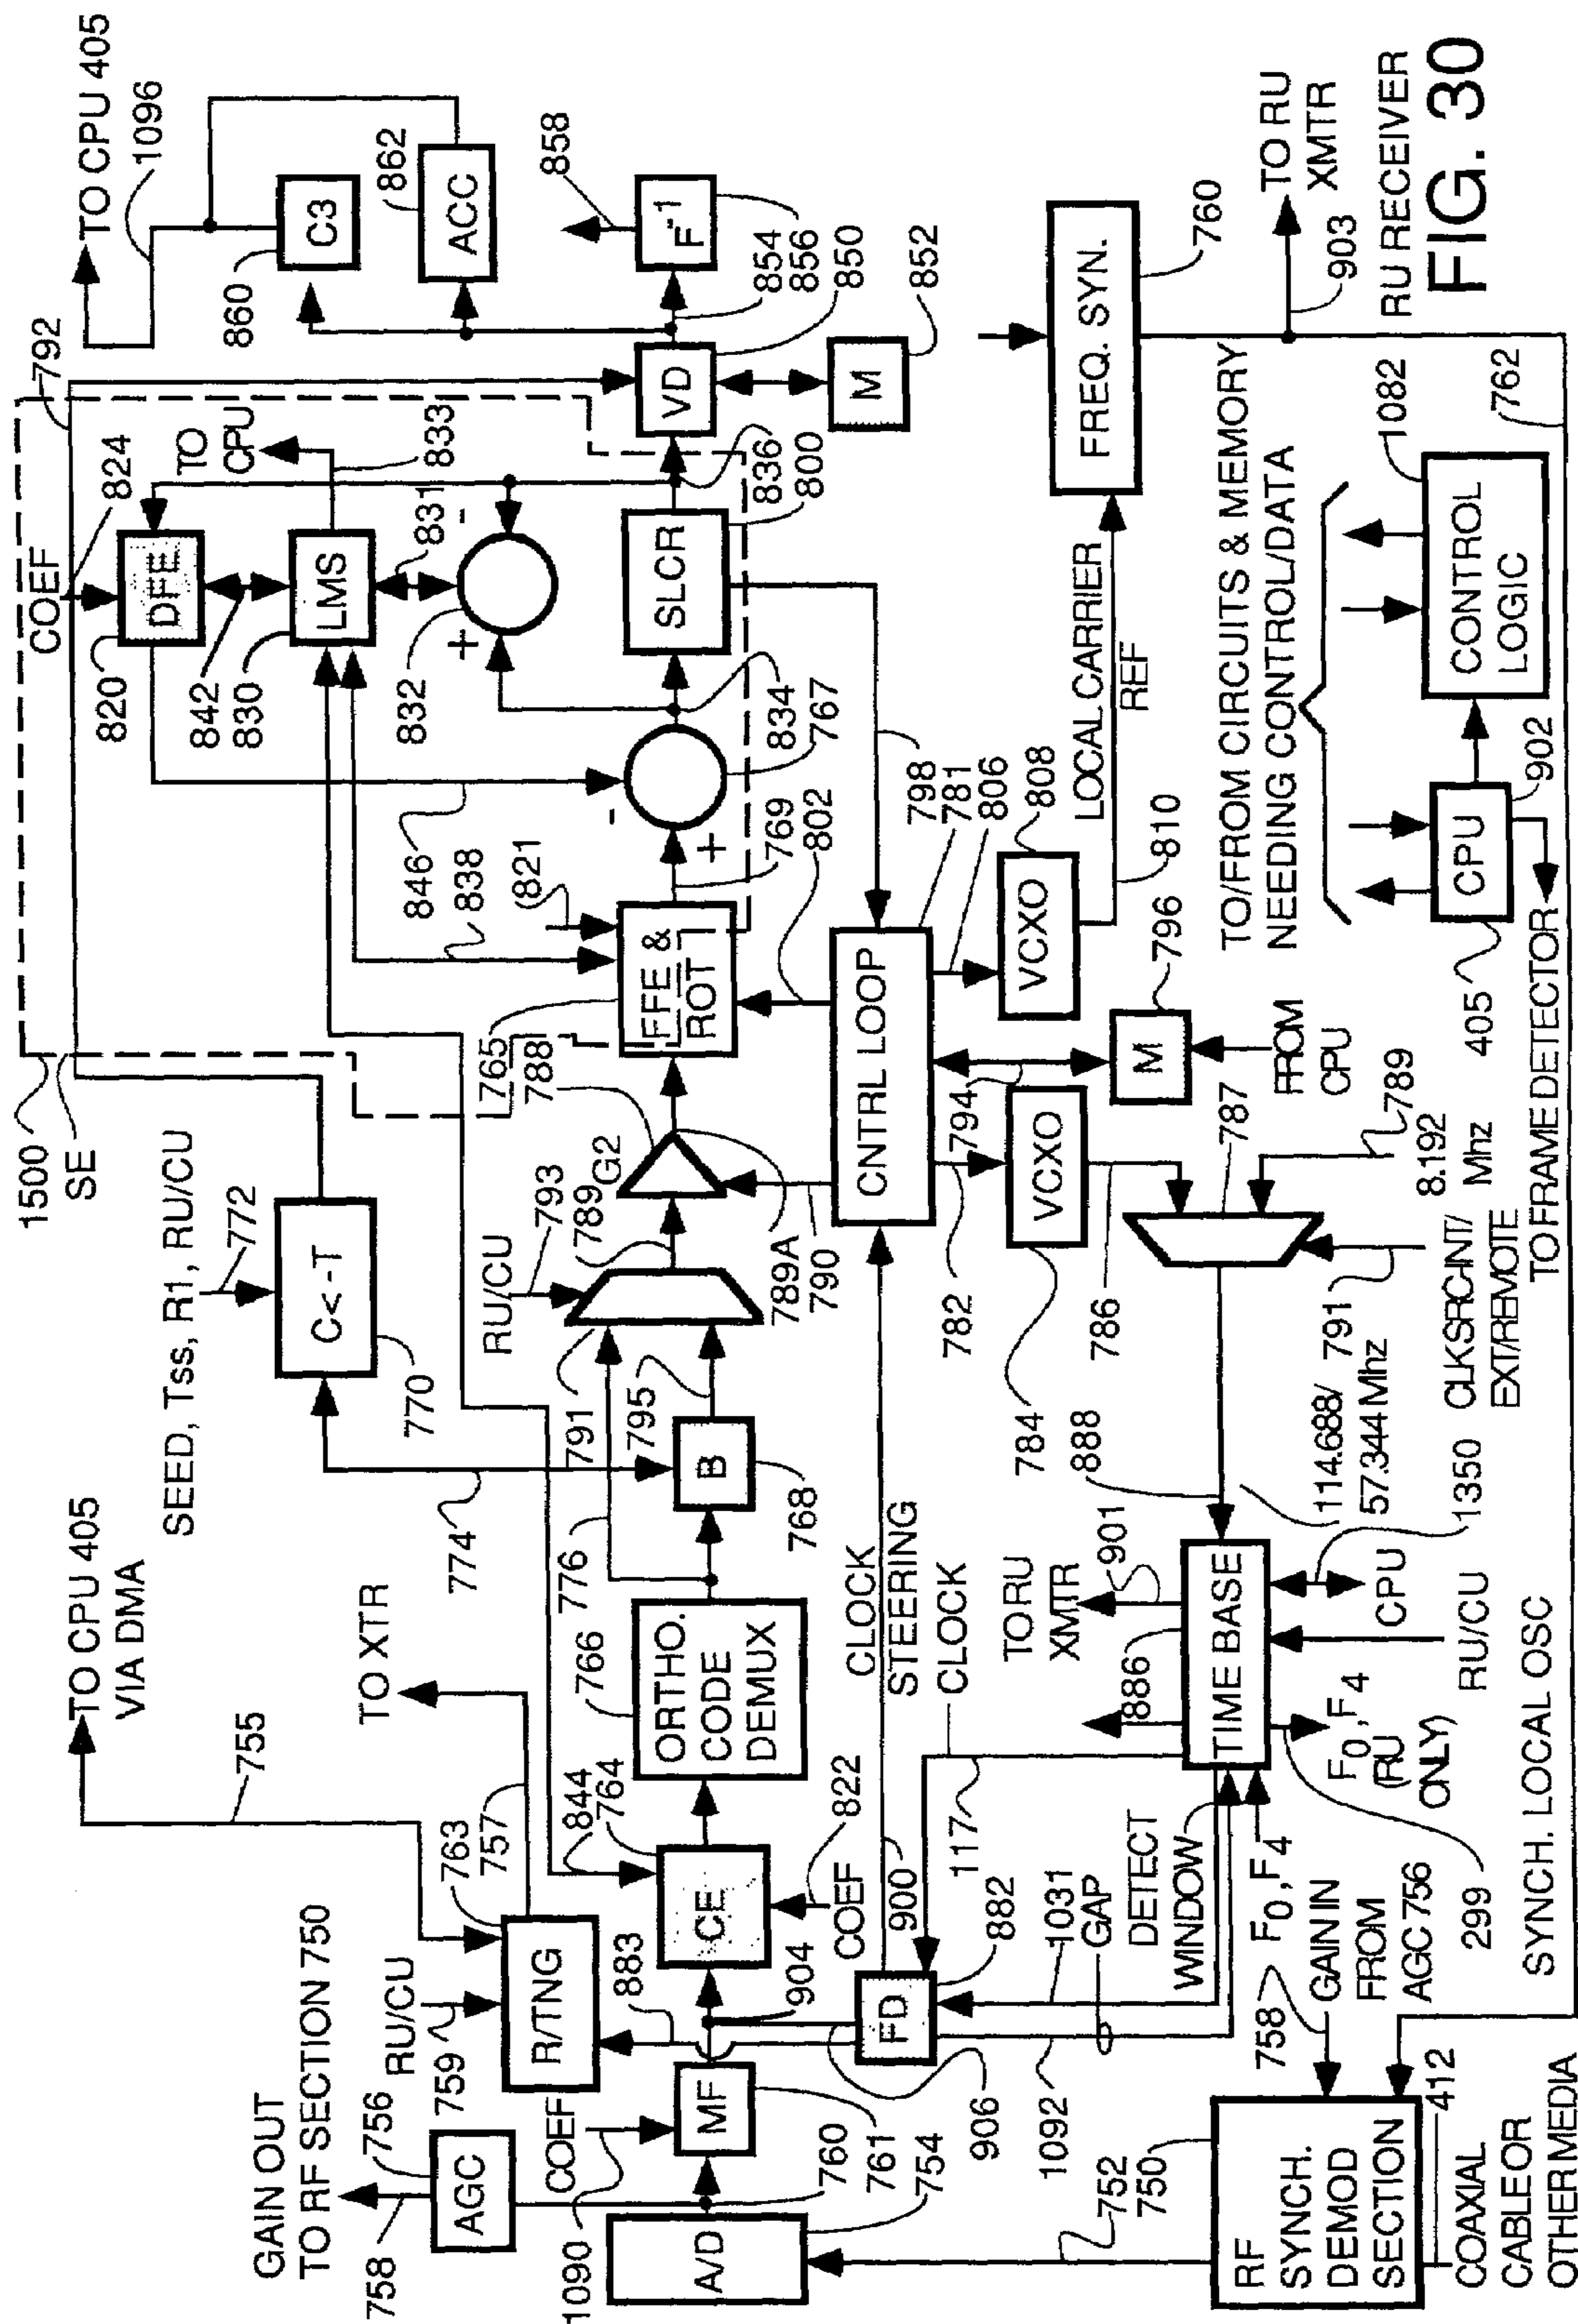 GAIN OUT
TO RF SECTION 750
758
756
AGC
RU/CU
759
COEF
1090
A/D
760
761
754
MF
R/TNG
763
757
TO CPU 405
VIA DMA
755
TO XTR
883
904
844
764
CE
COEF
822
ORTHO.
CODE
DEMUX
766
776
774
B
768
SEED, Tss, R1, RU/CU
772
C<-T
770
791
795
RU/CU
793
789
G2
789A
790
788
765
1500
SE
FFE &
ROT
802
(821
838
846
769
+
-
767
834
COEF
824
820
DFE
842
830
LMS
TO
CPU
833
831
832
+
-
SLCR
800
836
792
VD
850
M
852
854
856
F-1
858
860
C3
862
ACC
TO CPU 405
1096
FD
882
906
1092
900
CLOCK
STEERING
CLOCK
117
1031
GAP
DETECT
WINDOW
758
F0, F4
GAIN IN
FROM
AGC 756
299
752
750
RF
SYNCH.
DEMOD
SECTION
412
COAXIAL
CABLE OR
OTHER MEDIA
SYNCH. LOCAL OSC
TO RU
XMTR
901
886
TIME BASE
F0, F4
(RU
ONLY)
CPU
1350
RU/CU
888
114.688/
57.344 Mhz
791
CLKSRC INT/
EXT/REMOTE
787
789
8.192
Mhz
CNTRL LOOP
782
784
VCXO
786
794
M
796
FROM
CPU
798
781
806
VCXO
808
LOCAL CARRIER
REF
810
FREQ. SYN.
760
TO RU
XMTR
903
762
TO/FROM CIRCUITS & MEMORY
NEEDING CONTROL/DATA
CPU
405
902
TO FRAME DETECTOR
CONTROL
LOGIC
1082
RU RECEIVER
FIG. 30